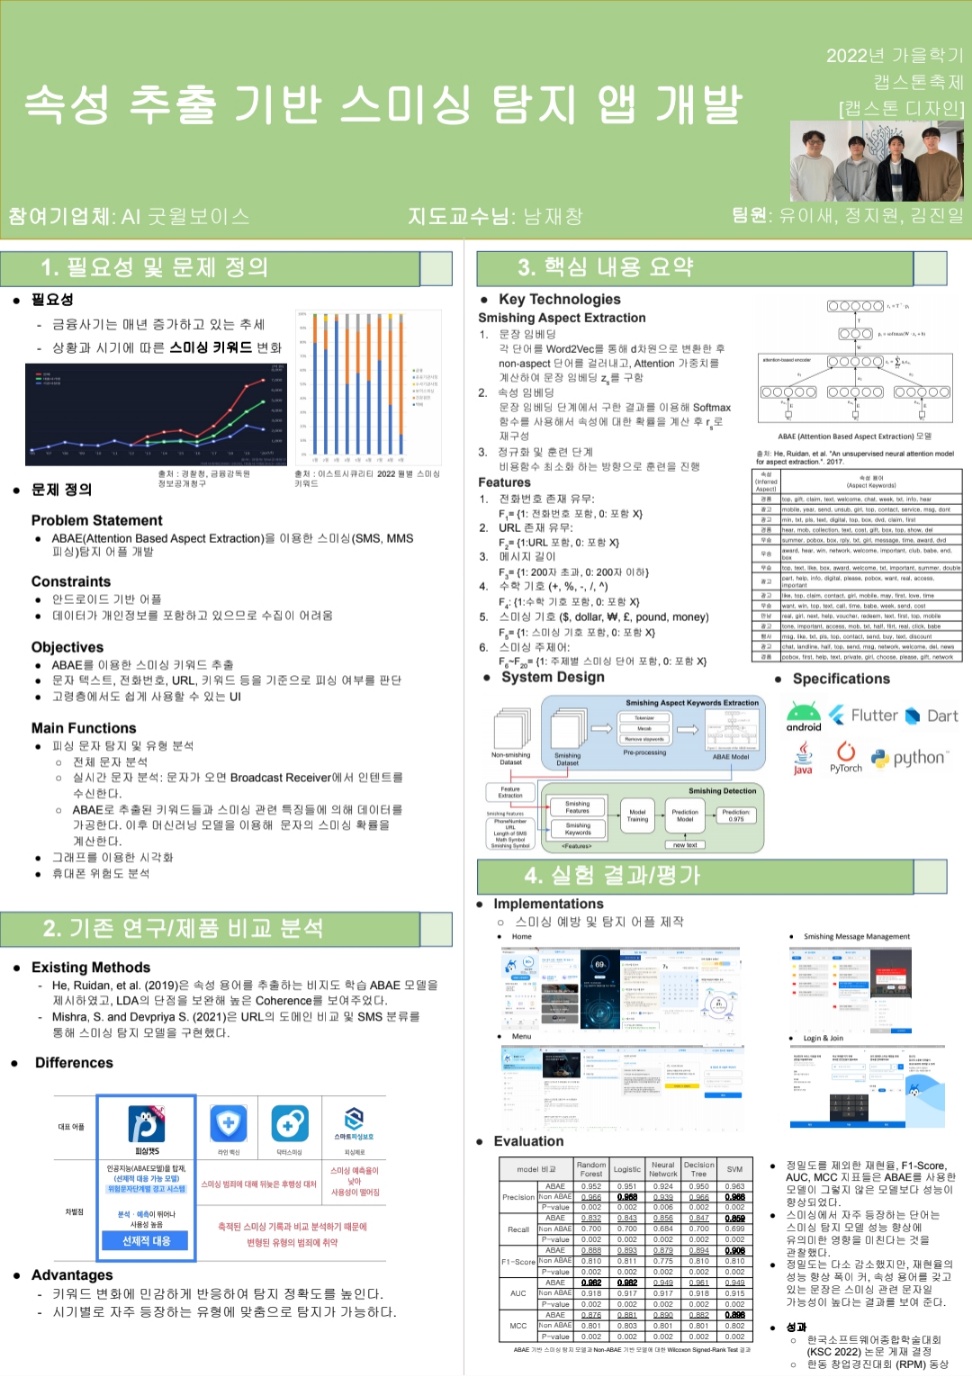 속성 추출 기반 스미싱 탐지 앱 개발
2022년 가을학기
캡스톤축제
[캡스톤 디자인]
참여기업체: AI 굿윌보이스
지도교수님: 남재창
팀원: 유이새, 정지원, 김진일
1. 필요성 및 문제 정의
● 필요성
- 금융사기는 매년 증가하고 있는 추세
- 상황과 시기에 따른 스미싱 키워드 변화
출처 : 경찰청, 금융감독원
정보공개청구
출처 : 이스트시큐리티 2022 월별 스미싱
키워드
● 문제 정의
Problem Statement
● ABAE(Attention Based Aspect Extraction)을 이용한 스미싱(SMS, MMS
피싱)탐지 어플 개발
Constraints
● 안드로이드 기반 어플
● 데이터가 개인정보를 포함하고 있으므로 수집이 어려움
Objectives
● ABAE를 이용한 스미싱 키워드 추출
● 문자 텍스트, 전화번호, URL, 키워드 등을 기준으로 피싱 여부를 판단
● 고령층에서도 쉽게 사용할 수 있는 UI
Main Functions
● 피싱 문자 탐지 및 유형 분석
○ 전체 문자 분석
○ 실시간 문자 분석: 문자가 오면 Broadcast Receiver에서 인텐트를
수신한다.
○ ABAE로 추출된 키워드들과 스미싱 관련 특징들에 의해 데이터를
가공한다. 이후 머신러닝 모델을 이용해 문자의 스미싱 확률을
계산한다.
● 그래프를 이용한 시각화
● 휴대폰 위험도 분석
2. 기존 연구/제품 비교 분석
● Existing Methods
- He, Ruidan, et al. (2019)은 속성 용어를 추출하는 비지도 학습 ABAE 모델을
제시하였고, LDA의 단점을 보완해 높은 Coherence를 보여주었다.
- Mishra, S. and Devpriya S. (2021)은 URL의 도메인 비교 및 SMS 분류를
통해 스미싱 탐지 모델을 구현했다.
● Differences
대표 어플
피싱맛S
라인 백신
닥터스미싱
스마트피싱보호
피싱제로
차별점
인공지능(ABAE모델)을 탑재,
(선제적 대응 가능 모델)
위험문자단계별 경고 시스템
분석·예측이 뛰어나
사용성 높음
선제적 대응
스미싱 범죄에 대해 뒤늦은 후행성 대처
스미싱 예측율이
낮아
사용성이 떨어짐
축적된 스미싱 기록과 비교 분석하기 때문에
변형된 유형의 범죄에 취약
● Advantages
- 키워드 변화에 민감하게 반응하여 탐지 정확도를 높인다.
- 시기별로 자주 등장하는 유형에 맞춤으로 탐지가 가능하다.
3. 핵심 내용 요약
● Key Technologies
Smishing Aspect Extraction
1. 문장 임베딩
각 단어를 Word2Vec를 통해 d차원으로 변환한 후
non-aspect 단어를 걸러내고, Attention 가중치를
계산하여 문장 임베딩 zs를 구함
2. 속성 임베딩
문장 임베딩 단계에서 구한 결과를 이용해 Softmax
함수를 사용해서 속성에 대한 확률을 계산 후 rs로
재구성
3. 정규화 및 훈련 단계
비용함수 최소화 하는 방향으로 훈련을 진행
Features
1. 전화번호 존재 유무:
F1= {1: 전화번호 포함, 0: 포함 X}
2. URL 존재 유무:
F2= {1:URL 포함, 0: 포함 X}
3. 메시지 길이
F3= {1: 200자 초과, 0: 200자 이하}
4. 수학 기호 (+, %, -, /, ^)
F4: {1:수학 기호 포함, 0: 포함 X}
5. 스미싱 기호 ($, dollar, ₩, £, pound, money)
F5= {1: 스미싱 기호 포함, 0: 포함 X}
6. 스미싱 주제어:
F6~F20= {1: 주제별 스미싱 단어 포함, 0: 포함 X}
attention-based encoder
ABAE (Attention Based Aspect Extraction) 모델
출처: He, Ruidan, et al. "An unsupervised neural attention model
for aspect extraction.". 2017.
속성 (Inferred Aspect) 속성 용어 (Aspect Keywords)
경품 top, gift, claim, text, welcome, chat, week, txt, info, hear
광고 mobile, year, send, unsub, girl, top, contact, service, msg, dont
광고 min, txt, pls, text, digital, top, box, dvd, claim, first
경품 hear, mob, collection, text, cost, gift, box, top, show, del
우승 summer, pobox, box, rply, txt, girl, message, time, award, dvd
우승 award, hear, win, network, welcome, important, club, babe, end, box
우승 top, text, like, box, award, welcome, txt, important, summer, double
광고 part, help, info, digital, please, pobox, want, real, access, important
광고 like, top, claim, contact, girl, mobile, may, first, love, time
우승 want, win, top, text, call, time, babe, week, send, cost
만남 real, girl, next, help, voucher, redeem, text, first, top, mobile
광고 tone, important, access, mob, txt, half, flirt, real, click, babe
행사 msg, like, txt, pls, top, contact, send, buy, text, discount
광고 chat, landline, half, top, send, msg, network, welcome, del, news
경품 pobox, first, help, text, private, girl, choose, please, gift, network
● System Design
Smishing Aspect Keywords Extraction
Non-smishing
Dataset
Smishing
Dataset
Tokenizer
Mecab
Remove stopwords
Pre-processing
ABAE Model
Feature
Extraction
Smishing Features
PhoneNumber
URL
Length of SMS
Math Symbol
Smishing Symbol
Smishing Detection
Smishing
Features
Smishing
Keywords
<Features>
Model
Training
Prediction
Model
Prediction:
0.975
new text
● Specifications
android
Flutter
Dart
Java
PyTorch
python
4. 실험 결과/평가
● Implementations
○ 스미싱 예방 및 탐지 어플 제작
● Home
● Smishing Message Management
● Menu
● Login & Join
● Evaluation
model 비교 Random Forest Logistic Neural Network Decision Tree SVM
Precision ABAE 0.952 0.951 0.924 0.950 0.963
Non ABAE 0.966 0.968 0.939 0.966 0.966
P-value 0.002 0.002 0.006 0.002 0.002
Recall ABAE 0.832 0.843 0.856 0.847 0.859
Non ABAE 0.700 0.700 0.684 0.700 0.699
P-value 0.002 0.002 0.002 0.002 0.002
F1-Score ABAE 0.888 0.893 0.879 0.894 0.908
Non ABAE 0.810 0.811 0.775 0.810 0.810
P-value 0.002 0.002 0.002 0.002 0.002
AUC ABAE 0.962 0.962 0.949 0.961 0.949
Non ABAE 0.918 0.917 0.917 0.918 0.915
P-value 0.002 0.002 0.002 0.002 0.002
MCC ABAE 0.876 0.881 0.890 0.882 0.898
Non ABAE 0.801 0.803 0.801 0.801 0.802
P-value 0.002 0.002 0.002 0.002 0.002
ABAE 기반 스미싱 탐지 모델과 Non-ABAE 기반 모델에 대한 Wilcoxon Signed-Rank Test 결과
● 정밀도를 제외한 재현율, F1-Score,
AUC, MCC 지표들은 ABAE를 사용한
모델이 그렇지 않은 모델보다 성능이
향상되었다.
● 스미싱에서 자주 등장하는 단어는
스미싱 탐지 모델 성능 향상에
유의미한 영향을 미친다는 것을
관찰했다.
● 정밀도는 다소 감소했지만, 재현율의
성능 향상 폭이 커, 속성 용어를 갖고
있는 문장은 스미싱 관련 문자일
가능성이 높다는 결과를 보여 준다.
● 성과
○ 한국소프트웨어종합학술대회
(KSC 2022) 논문 게재 결정
○ 한동 창업경진대회 (RPM) 동상